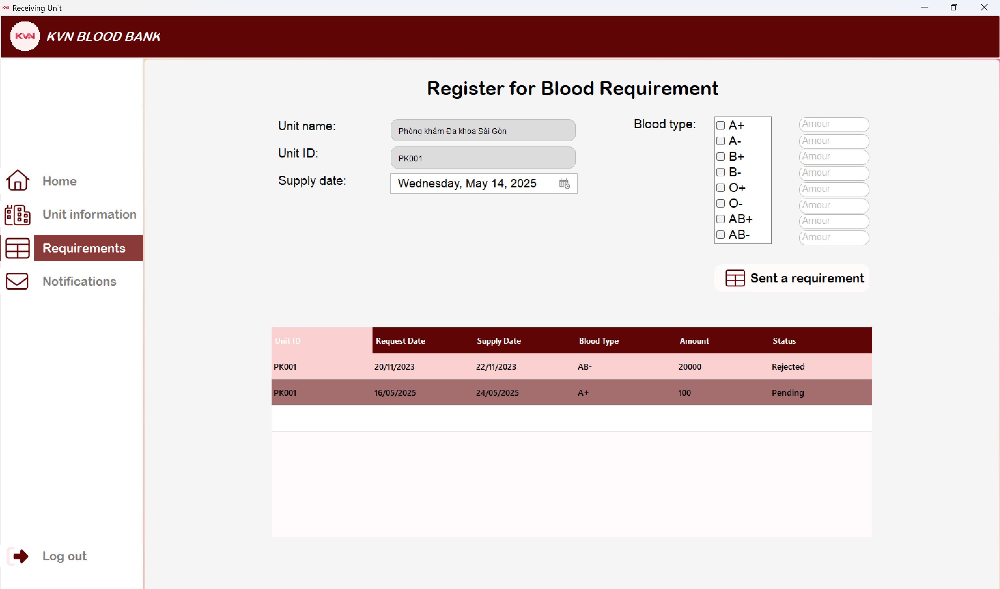 KVN Receiving Unit
KVN KVN BLOOD BANK
Home
Unit information
Requirements
Notifications
Log out
Register for Blood Requirement
Unit name:
Phòng khám Đa khoa Sài Gòn
Unit ID:
PK001
Supply date:
Wednesday, May 14, 2025
Blood type:
A+ Amour
A- Amour
B+ Amour
B- Amour
O+ Amour
O- Amour
AB+ Amour
AB- Amour
Sent a requirement
Unit ID Request Date Supply Date Blood Type Amount Status
PK001 20/11/2023 22/11/2023 AB- 20000 Rejected
PK001 16/05/2025 24/05/2025 A+ 100 Pending